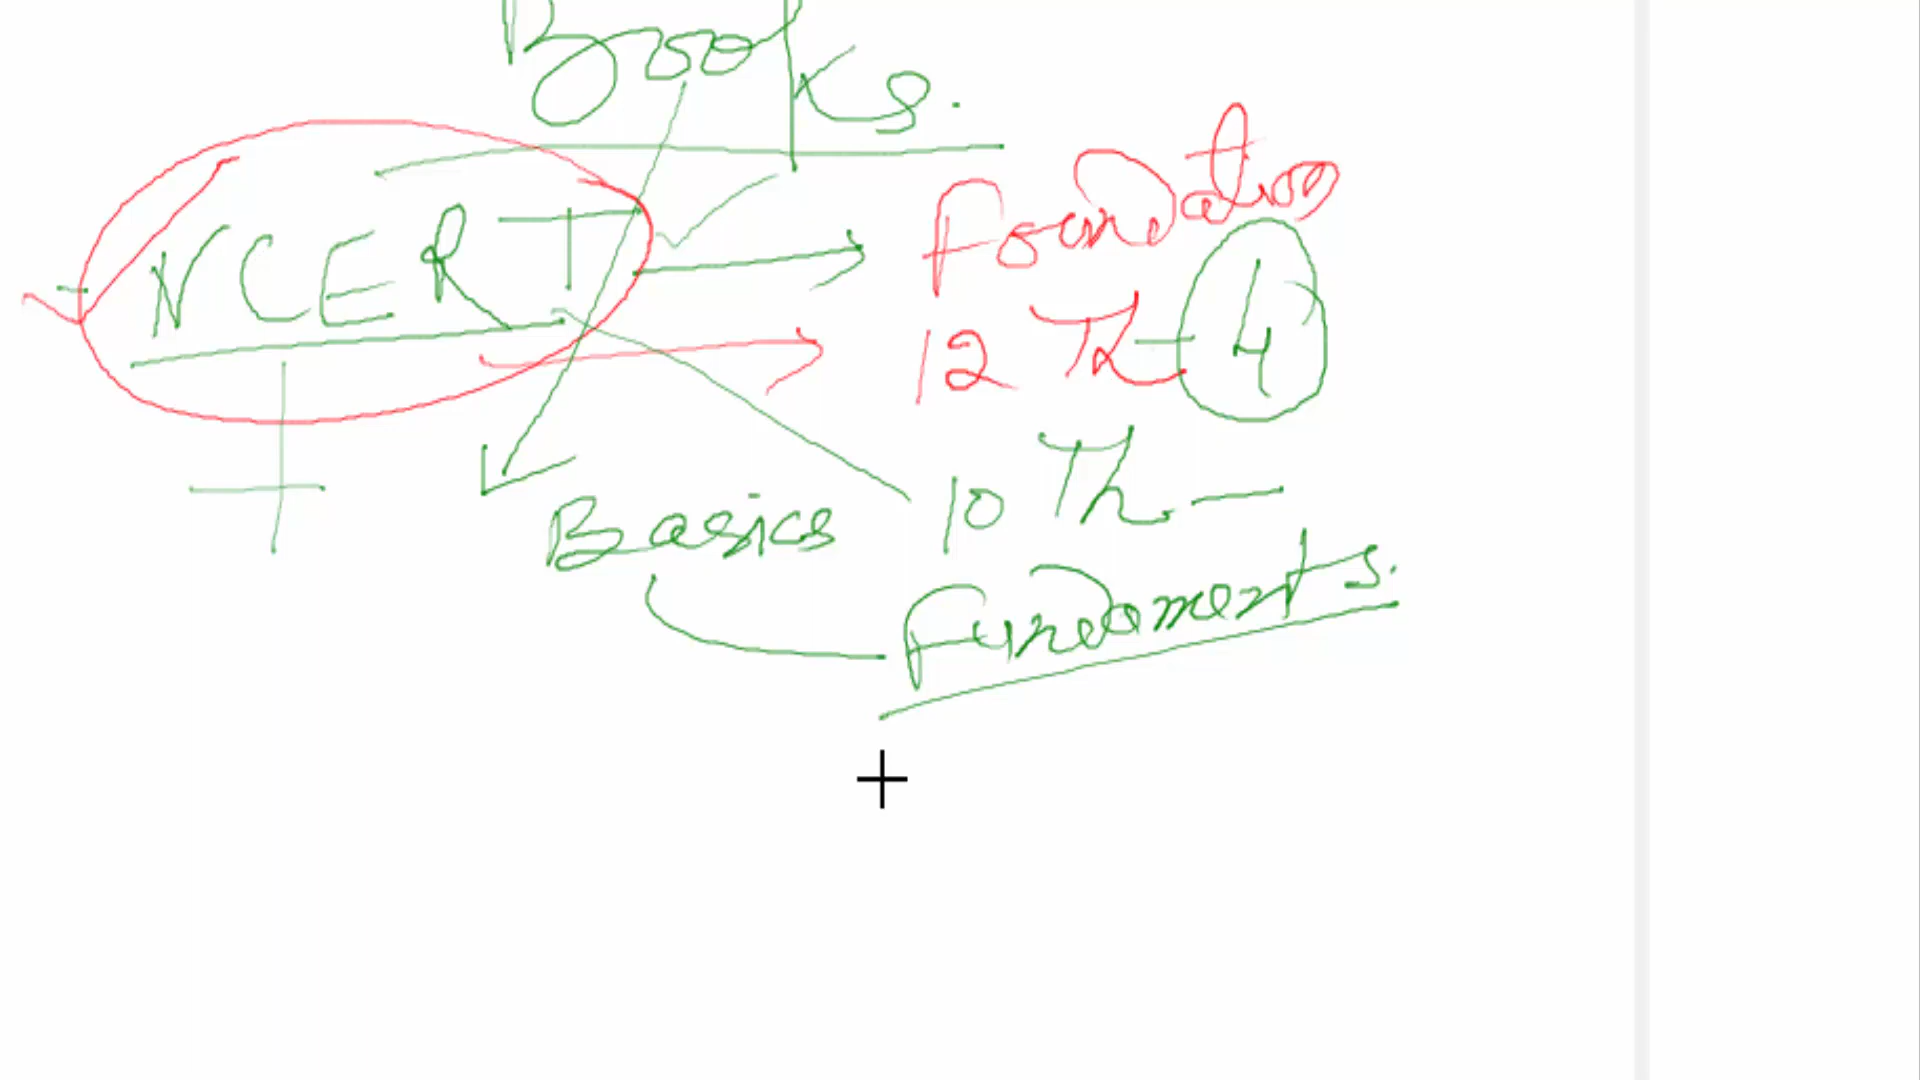 Books.
NCERT
Foundation
12 Th - 4
10 Th. -
Basics
Fundaments.